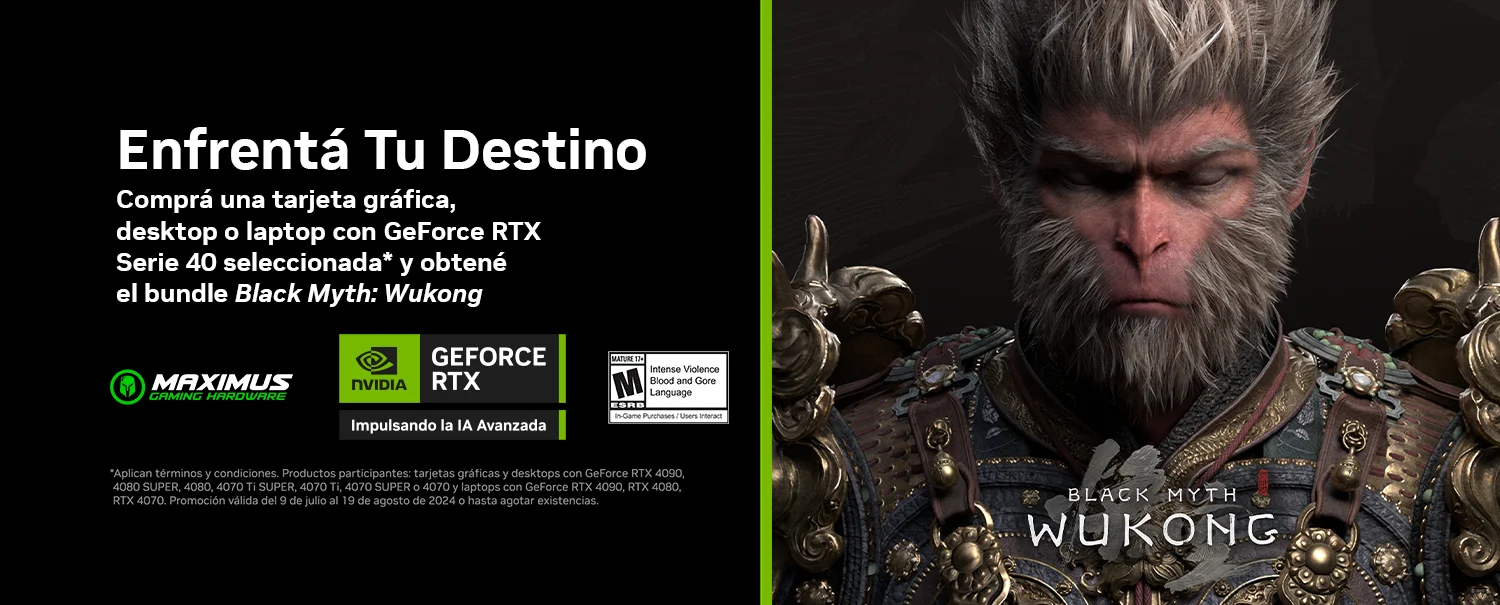 Enfrentá Tu Destino
Comprá una tarjeta gráfica,
desktop o laptop con GeForce RTX
Serie 40 seleccionada* y obtené
el bundle Black Myth: Wukong
MAXIMUS
GAMING HARDWARE
NVIDIA
GEFORCE
RTX
Impulsando la IA Avanzada
MATURE 17+
M
ESRB
Intense Violence
Blood and Gore
Language
In-Game Purchases / Users Interact
*Aplican términos y condiciones. Productos participantes: tarjetas gráficas y desktops con GeForce RTX 4090,
4080 SUPER, 4080, 4070 Ti SUPER, 4070 Ti, 4070 SUPER o 4070 y laptops con GeForce RTX 4090, RTX 4080,
RTX 4070. Promoción válida del 9 de julio al 19 de agosto de 2024 o hasta agotar existencias.
BLACK MYTH
WUKONG